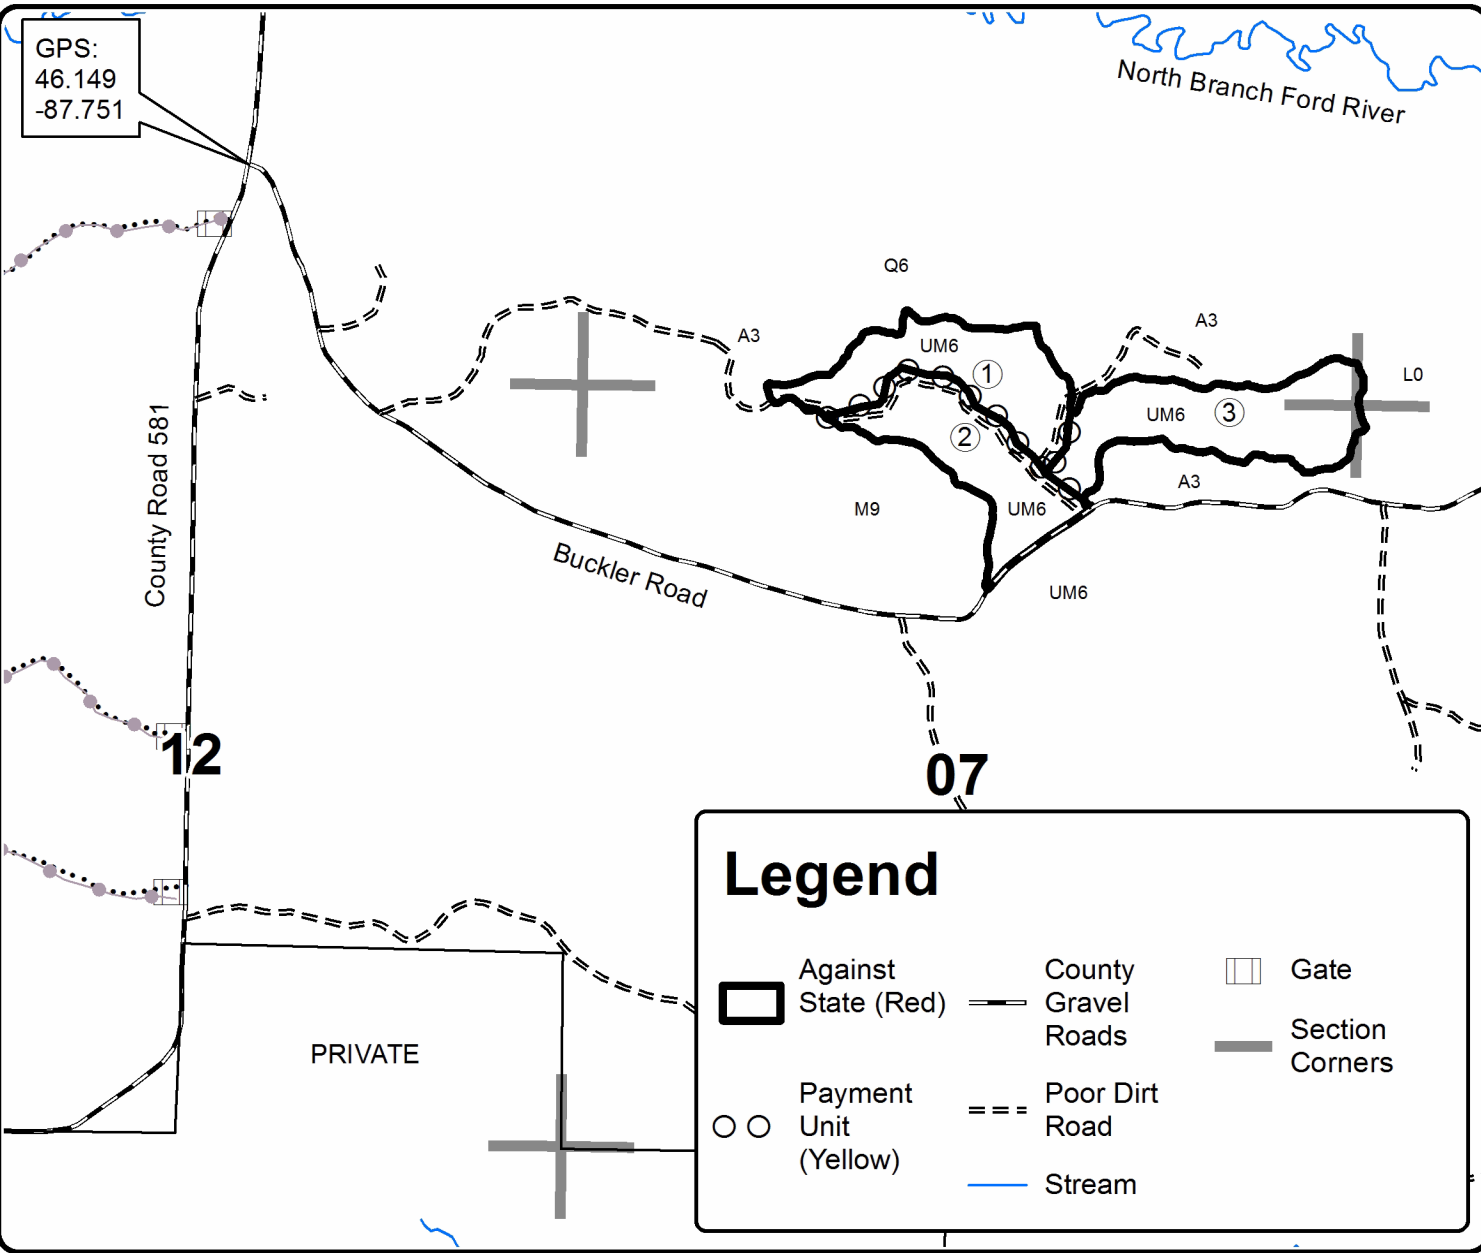 GPS:
46.149
-87.751
North Branch Ford River
Q6
A3
A3
UM6
1
L0
UM6
3
2
County Road 581
A3
M9
UM6
Buckler Road
UM6
12
07
Legend
Against
State (Red)
County
Gravel
Roads
Gate
Section
Corners
Payment
Unit
(Yellow)
Poor Dirt
Road
Stream
PRIVATE